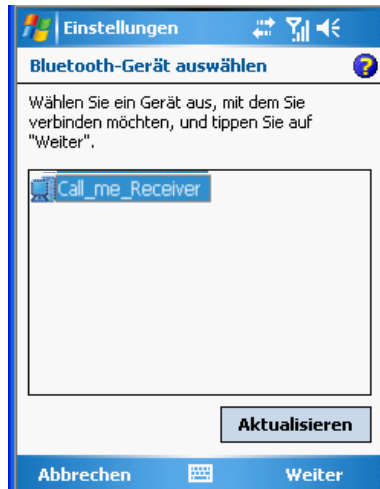 Einstellungen
Bluetooth-Gerät auswählen
Wählen Sie ein Gerät aus, mit dem Sie
verbinden möchten, und tippen Sie auf
"Weiter".
Call_me_Receiver
Aktualisieren
Abbrechen
Weiter